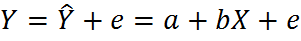 Y = Ŷ + e = a + bX + e